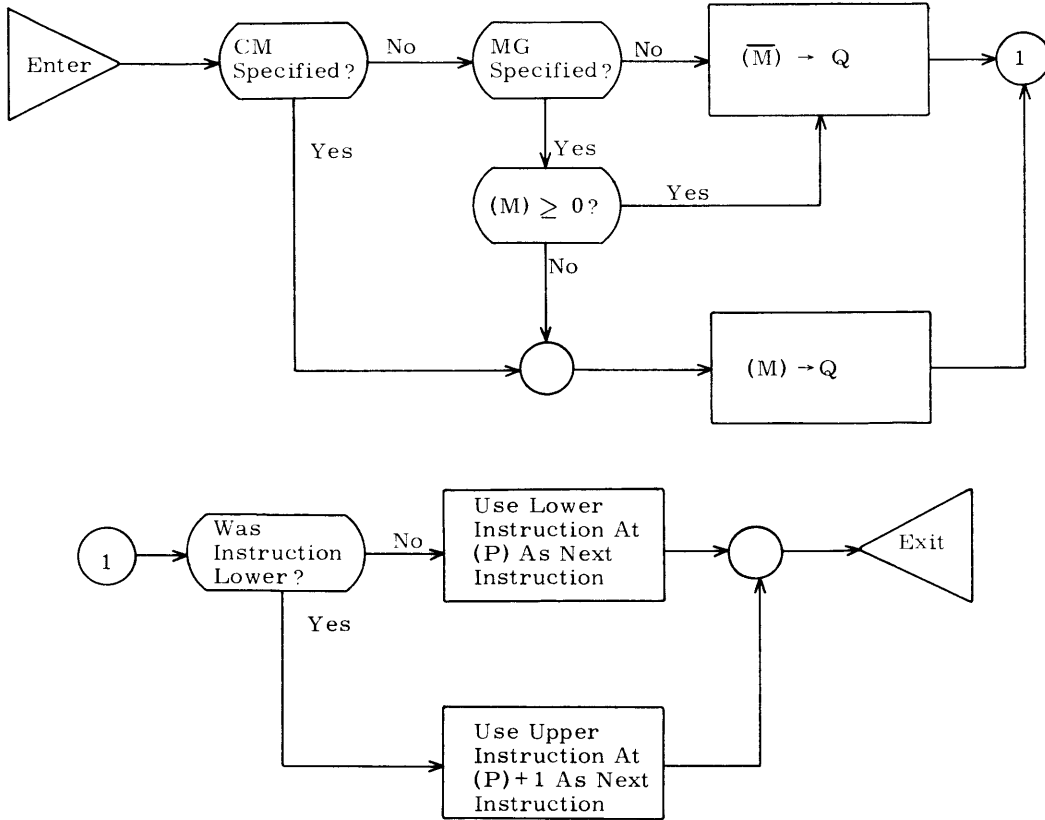 Enter
CM
Specified?
No
MG
Specified?
No
(M̅) → Q
1
Yes
Yes
(M) ≥ 0?
Yes
No
(M) → Q
1
Was
Instruction
Lower?
No
Use Lower
Instruction At
(P) As Next
Instruction
Exit
Yes
Use Upper
Instruction At
(P)+1 As Next
Instruction